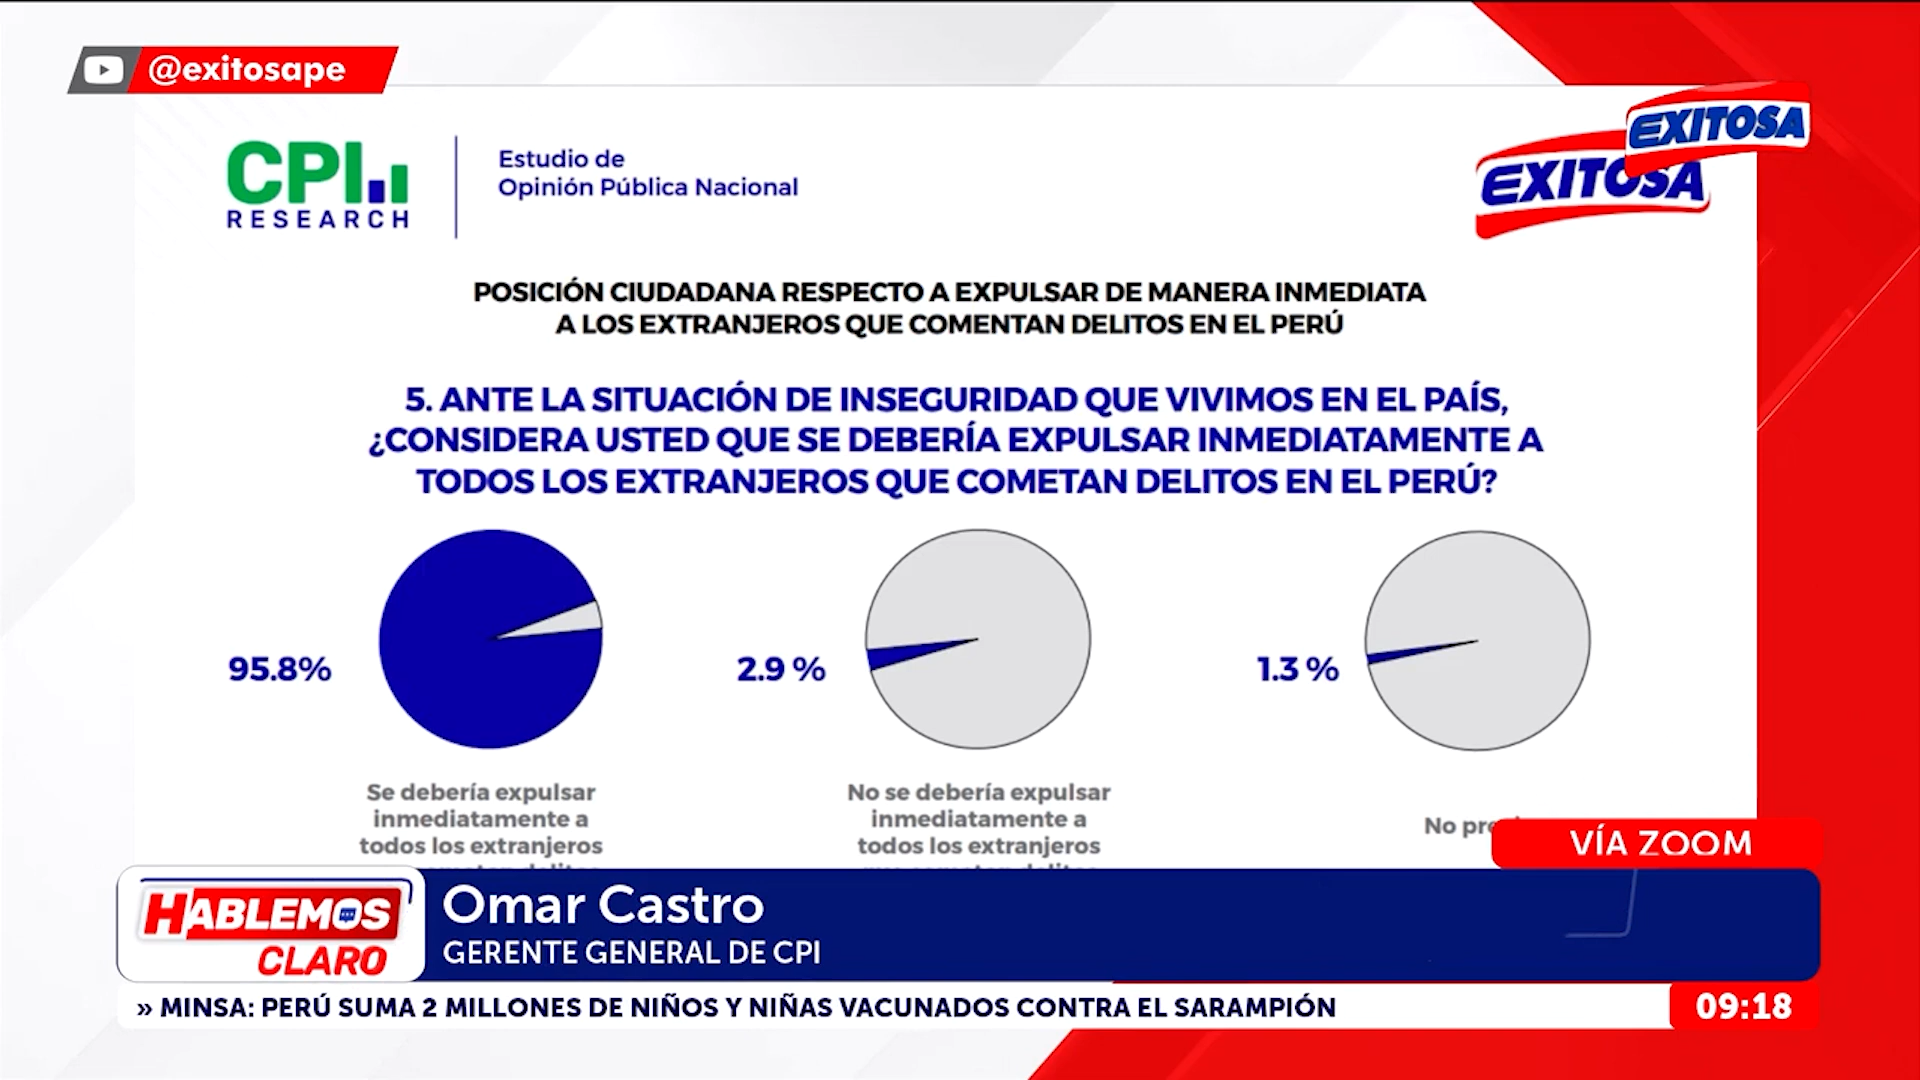 @exitosape
EXITOSA
EXITOSA
CPI
RESEARCH
Estudio de
Opinión Pública Nacional
POSICIÓN CIUDADANA RESPECTO A EXPULSAR DE MANERA INMEDIATA
A LOS EXTRANJEROS QUE COMENTAN DELITOS EN EL PERÚ
5. ANTE LA SITUACIÓN DE INSEGURIDAD QUE VIVIMOS EN EL PAÍS,
¿CONSIDERA USTED QUE SE DEBERÍA EXPULSAR INMEDIATAMENTE A
TODOS LOS EXTRANJEROS QUE COMETAN DELITOS EN EL PERÚ?
95.8%
2.9 %
1.3 %
Se debería expulsar
inmediatamente a
todos los extranjeros
No se debería expulsar
inmediatamente a
todos los extranjeros
No
VÍA ZOOM
HABLEMOS
CLARO
Omar Castro
GERENTE GENERAL DE CPI
» MINSA: PERÚ SUMA 2 MILLONES DE NIÑOS Y NIÑAS VACUNADOS CONTRA EL SARAMPIÓN
09:18